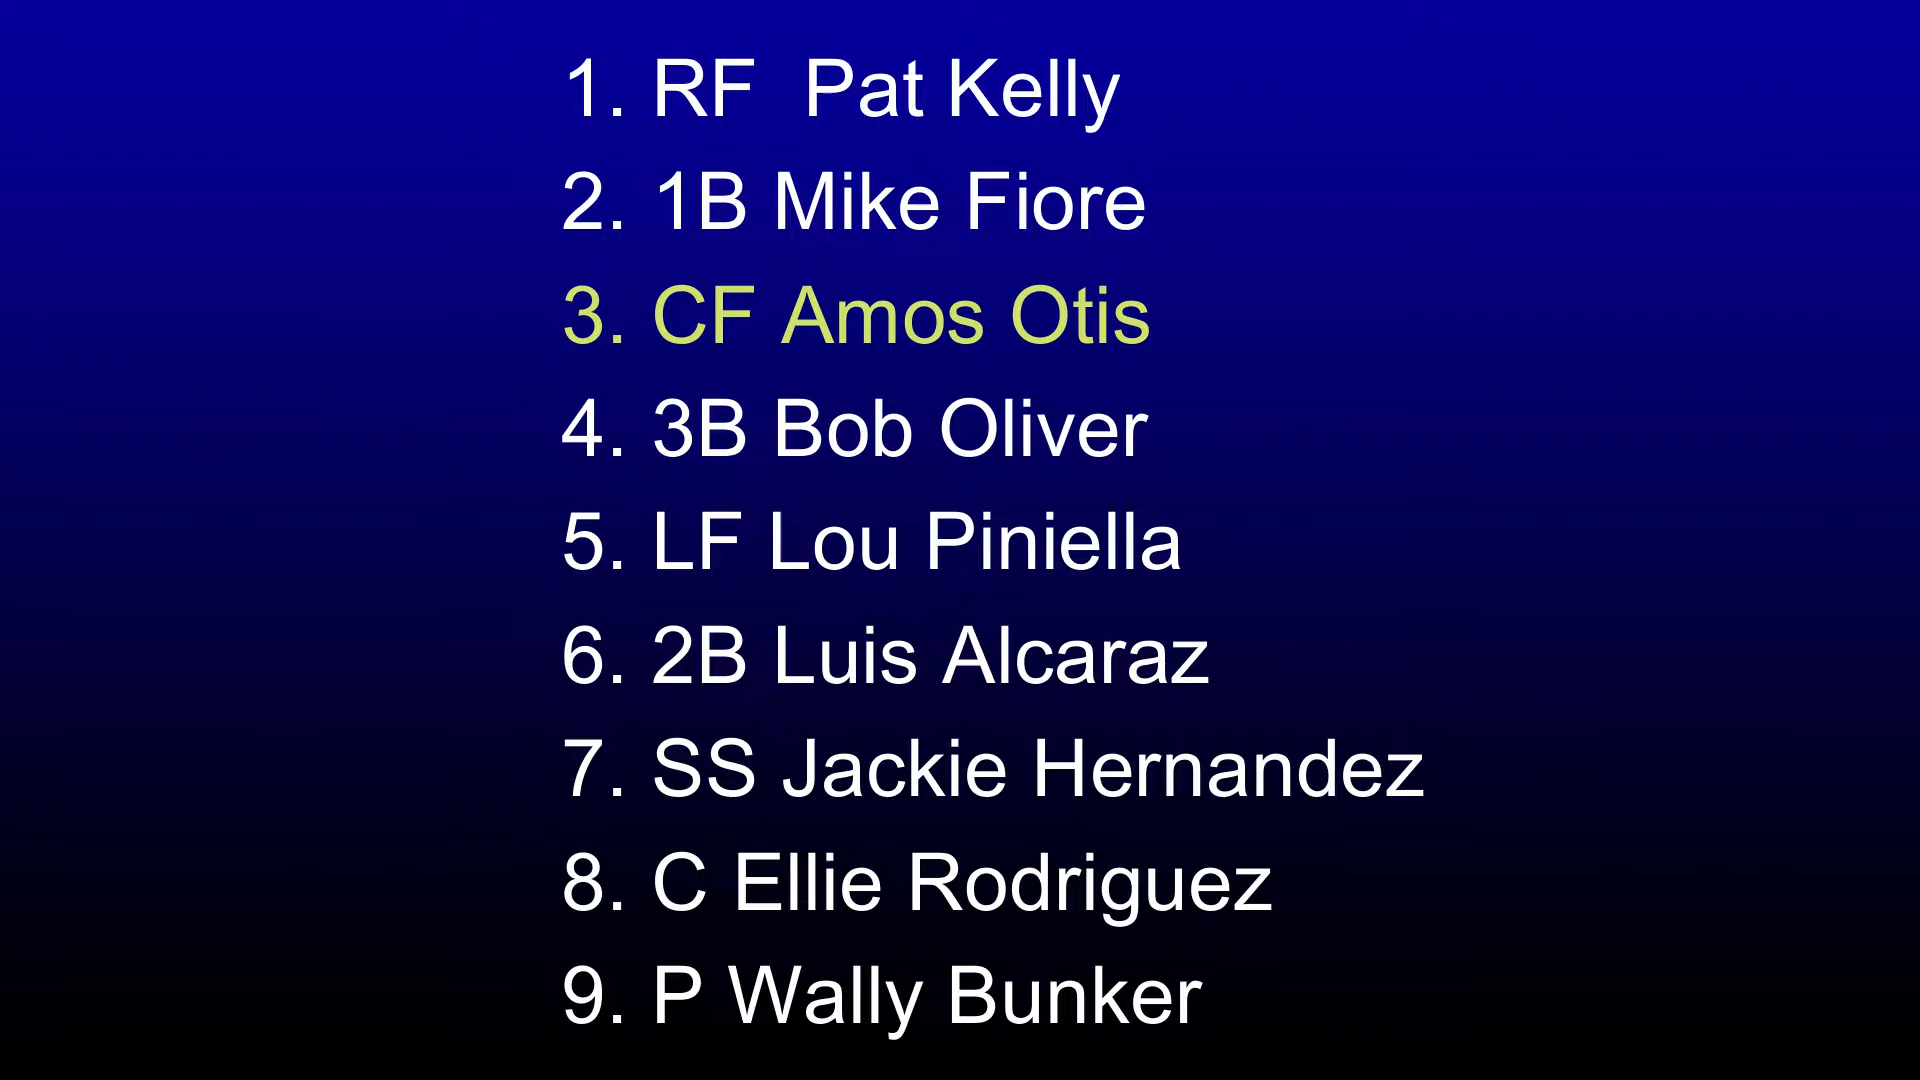 1. RF  Pat Kelly
2. 1B Mike Fiore
3. CF Amos Otis
4. 3B Bob Oliver
5. LF Lou Piniella
6. 2B Luis Alcaraz
7. SS Jackie Hernandez
8. C Ellie Rodriguez
9. P Wally Bunker